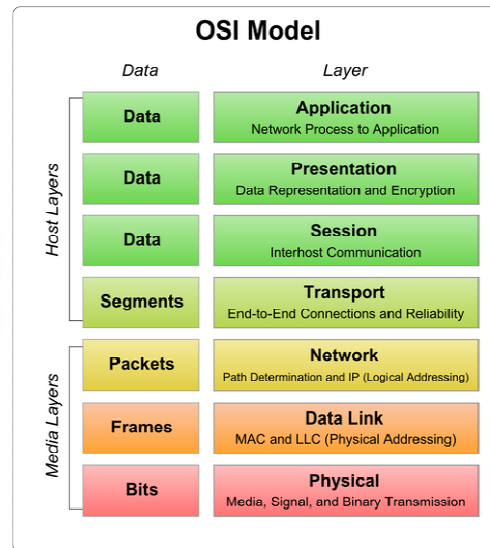 OSI Model
Data Layer
Host Layers
Data
Application
Network Process to Application
Data
Presentation
Data Representation and Encryption
Data
Session
Interhost Communication
Segments
Transport
End-to-End Connections and Reliability
Media Layers
Packets
Network
Path Determination and IP (Logical Addressing)
Frames
Data Link
MAC and LLC (Physical Addressing)
Bits
Physical
Media, Signal, and Binary Transmission